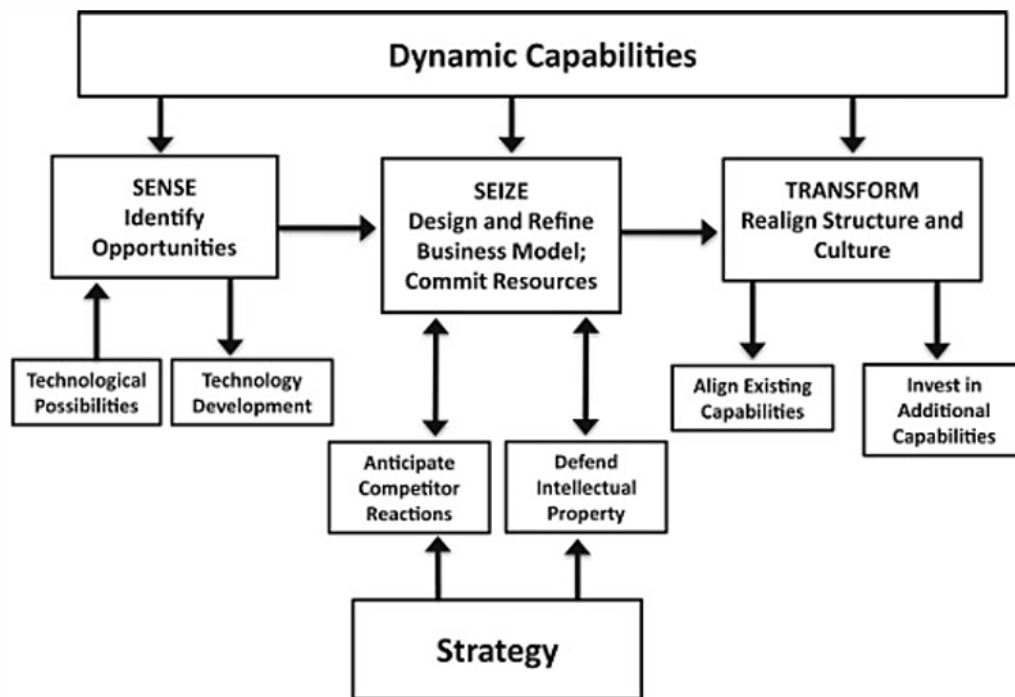 Dynamic Capabilities
SENSE
Identify
Opportunities
SEIZE
Design and Refine
Business Model;
Commit Resources
TRANSFORM
Realign Structure and
Culture
Technological
Possibilities
Technology
Development
Align Existing
Capabilities
Invest in
Additional
Capabilities
Anticipate
Competitor
Reactions
Defend
Intellectual
Property
Strategy